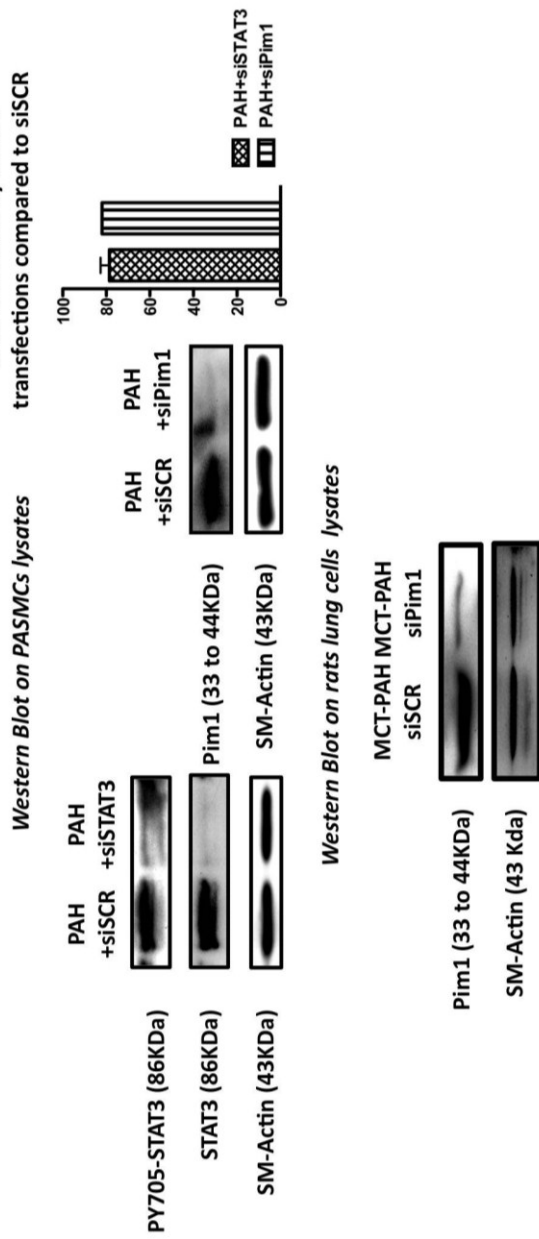 transfections compared to siSCR
Western Blot on PASMCs lysates
PAH
+siSCR
PAH
+siSTAT3
PY705-STAT3 (86KDa)
STAT3 (86KDa)
SM-Actin (43KDa)
PAH
+siSCR
PAH
+siPim1
Pim1 (33 to 44KDa)
SM-Actin (43KDa)
100
80
60
40
20
0
PAH+siSTAT3
PAH+siPim1
Western Blot on rats lung cells lysates
MCT-PAH MCT-PAH
siSCR siPim1
Pim1 (33 to 44KDa)
SM-Actin (43 Kda)